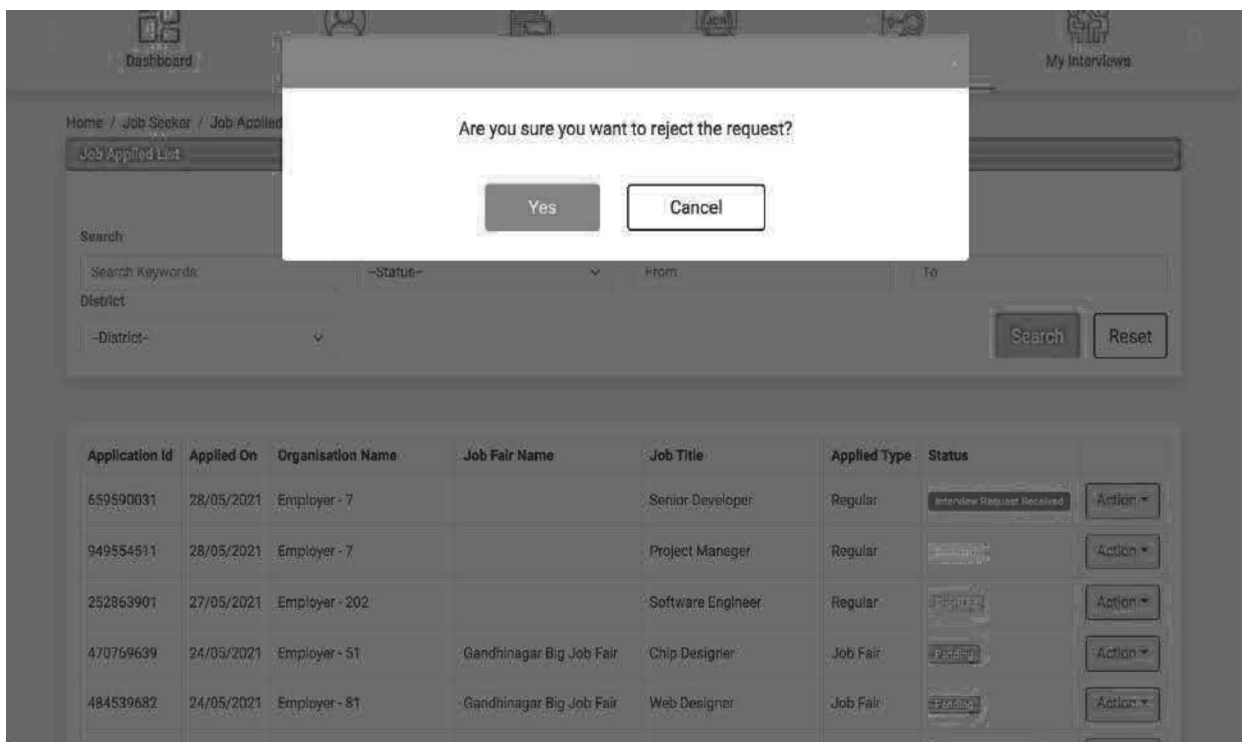 Dashboard
My Interviews
Are you sure you want to reject the request?
Yes Cancel
Home / Job Seeker / Job Applied
Job Applied List
Search
Search Keywords. --Status-- From To
District
--District--
Search Reset
Application Id Applied On Organisation Name Job Fair Name Job Title Applied Type Status
659590031 28/05/2021 Employer - 7 Senior Developer Regular Interview Request Received Action
949554511 28/05/2021 Employer - 7 Project Manager Regular Action
252863901 27/05/2021 Employer - 202 Software Engineer Regular Action
470769639 24/05/2021 Employer - 51 Gandhinagar Big Job Fair Chip Designer Job Fair Pending Action
484539682 24/05/2021 Employer - 81 Gandhinagar Big Job Fair Web Designer Job Fair Pending Action